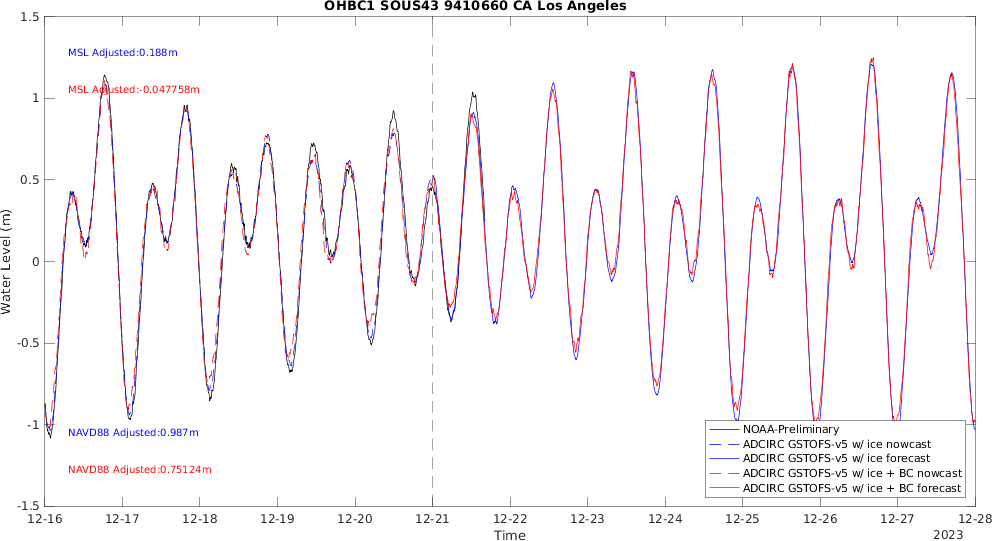 OHBC1 SOUS43 9410660 CA Los Angeles
1.5
1
0.5
0
-0.5
-1
-1.5
Water Level (m)
MSL Adjusted:0.188m
MSL Adjusted:-0.047758m
NAVD88 Adjusted:0.987m
NAVD88 Adjusted:0.75124m
NOAA-Preliminary
ADCIRC GSTOFS-v5 w/ ice nowcast
ADCIRC GSTOFS-v5 w/ ice forecast
ADCIRC GSTOFS-v5 w/ ice + BC nowcast
ADCIRC GSTOFS-v5 w/ ice + BC forecast
12-16 12-17 12-18 12-19 12-20 12-21 12-22 12-23 12-24 12-25 12-26 12-27 12-28
Time
2023